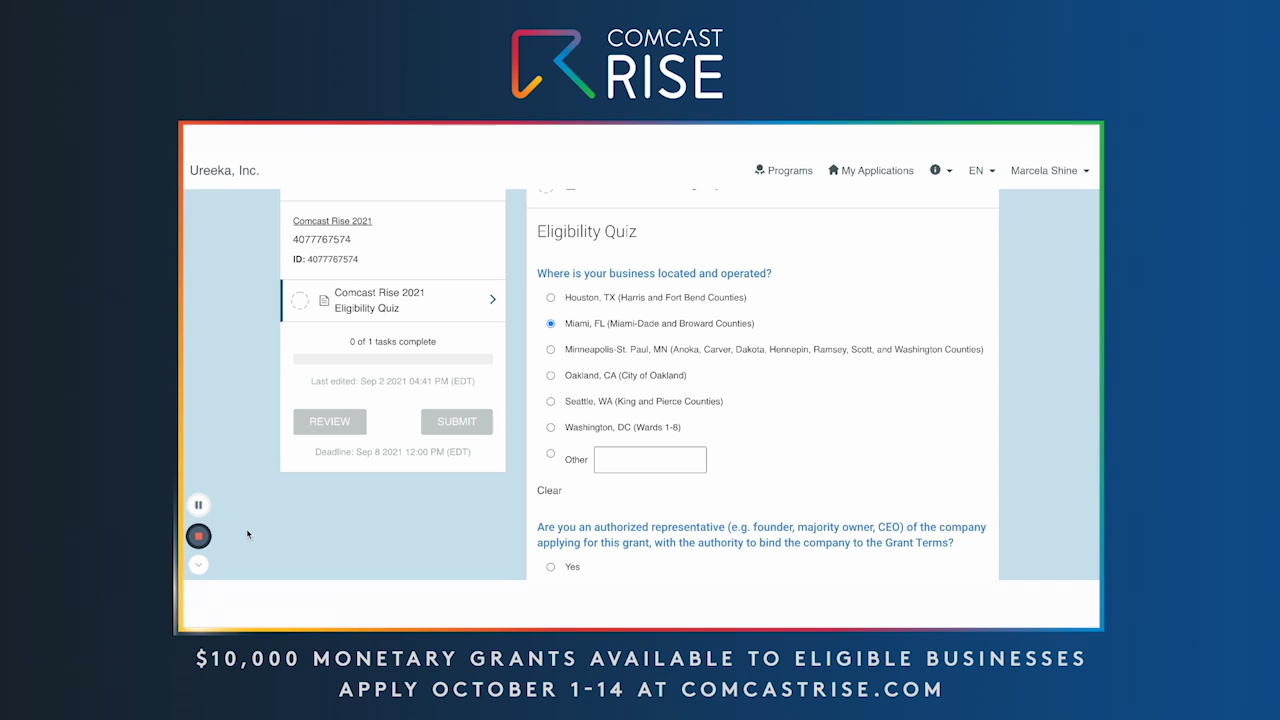 COMCAST
RISE
Ureeka, Inc.
Programs
My Applications
EN
Marcela Shine
Comcast Rise 2021
4077767574
ID: 4077767574
Comcast Rise 2021
Eligibility Quiz
0 of 1 tasks complete
Last edited: Sep 2 2021 04:41 PM (EDT)
REVIEW
SUBMIT
Deadline: Sep 8 2021 12:00 PM (EDT)
Eligibility Quiz
Where is your business located and operated?
Houston, TX (Harris and Fort Bend Counties)
Miami, FL (Miami-Dade and Broward Counties)
Minneapolis-St. Paul, MN (Anoka, Carver, Dakota, Hennepin, Ramsey, Scott, and Washington Counties)
Oakland, CA (City of Oakland)
Seattle, WA (King and Pierce Counties)
Washington, DC (Wards 1-8)
Other
Clear
Are you an authorized representative (e.g. founder, majority owner, CEO) of the company
applying for this grant, with the authority to bind the company to the Grant Terms?
Yes
$10,000 MONETARY GRANTS AVAILABLE TO ELIGIBLE BUSINESSES
APPLY OCTOBER 1-14 AT COMCASTRISE.COM